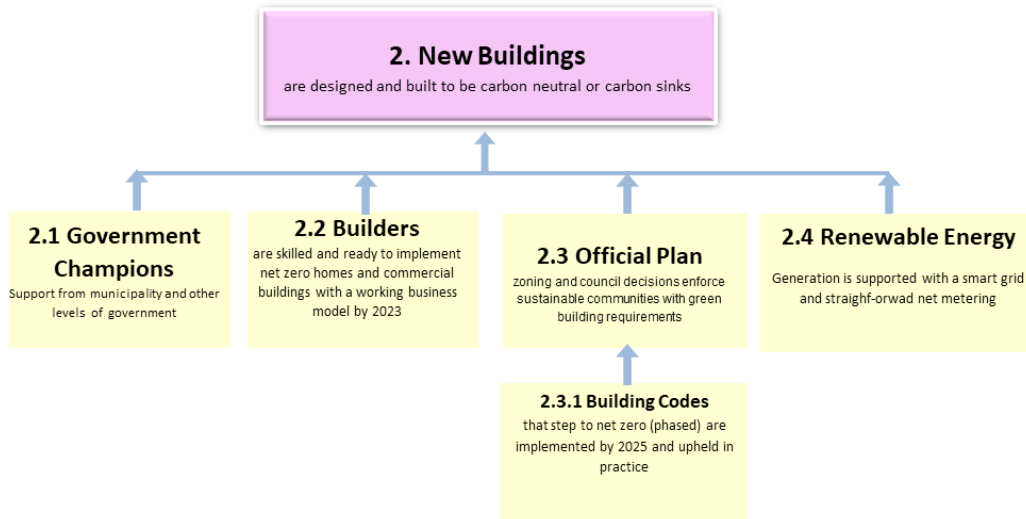 2. New Buildings
are designed and built to be carbon neutral or carbon sinks
2.1 Government
Champions
Support from municipality and other
levels of government
2.2 Builders
are skilled and ready to implement
net zero homes and commercial
buildings with a working business
model by 2023
2.3 Official Plan
zoning and council decisions enforce
sustainable communities with green
building requirements
2.4 Renewable Energy
Generation is supported with a smart grid
and straighf-orwad net metering
2.3.1 Building Codes
that step to net zero (phased) are
implemented by 2025 and upheld in
practice